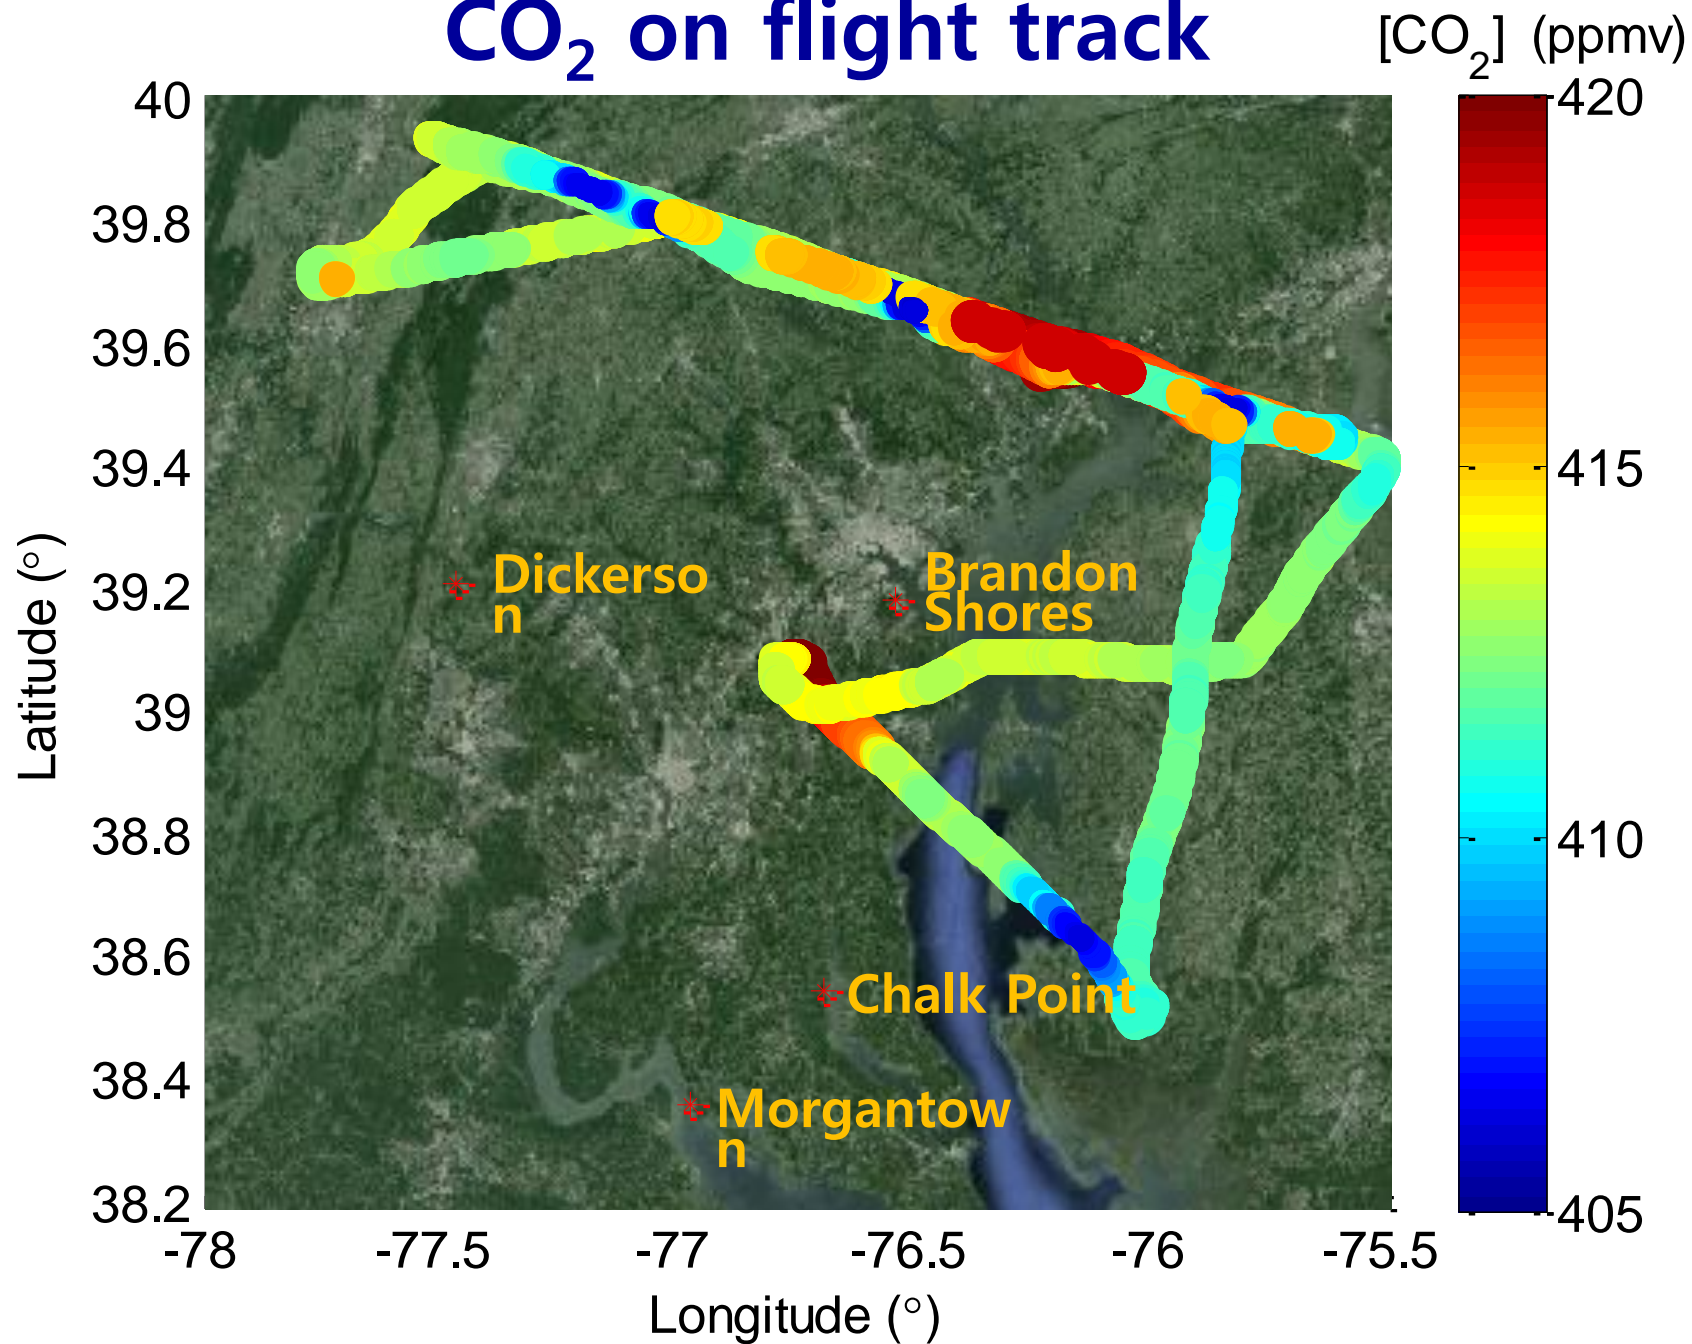 CO₂ on flight track
[CO₂] (ppmv)
40
39.8
39.6
39.4
39.2
39
38.8
38.6
38.4
38.2
Latitude (°)
Dickerso
n
Brandon
Shores
Chalk Point
Morgantow
n
420
415
410
405
-78
-77.5
-77
-76.5
-76
-75.5
Longitude (°)